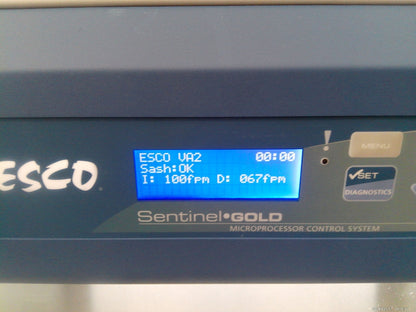 ESCO
ESCO VA2 00:00
Sash:OK
I: 100fpm D: 067fpm
!
MENU
✓SET
DIAGNOSTICS
Sentinel•GOLD
MICROPROCESSOR CONTROL SYSTEM